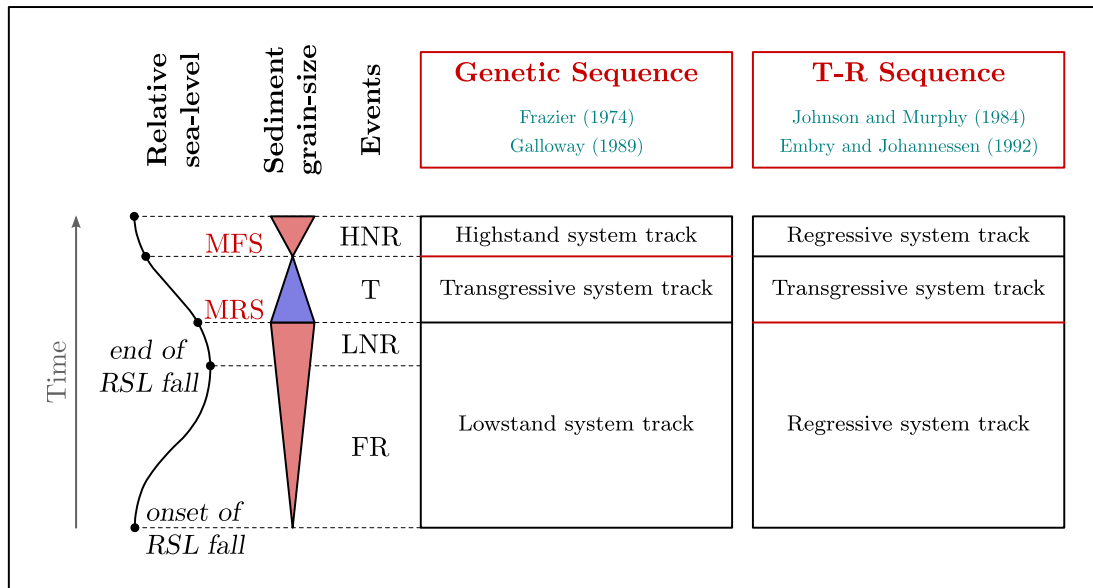 Relative
sea-level
Sediment
grain-size
Events
Genetic Sequence
Frazier (1974)
Galloway (1989)
T-R Sequence
Johnson and Murphy (1984)
Embry and Johannessen (1992)
Time
MFS
MRS
end of
RSL fall
onset of
RSL fall
HNR
T
LNR
FR
Highstand system track
Transgressive system track
Lowstand system track
Regressive system track
Transgressive system track
Regressive system track